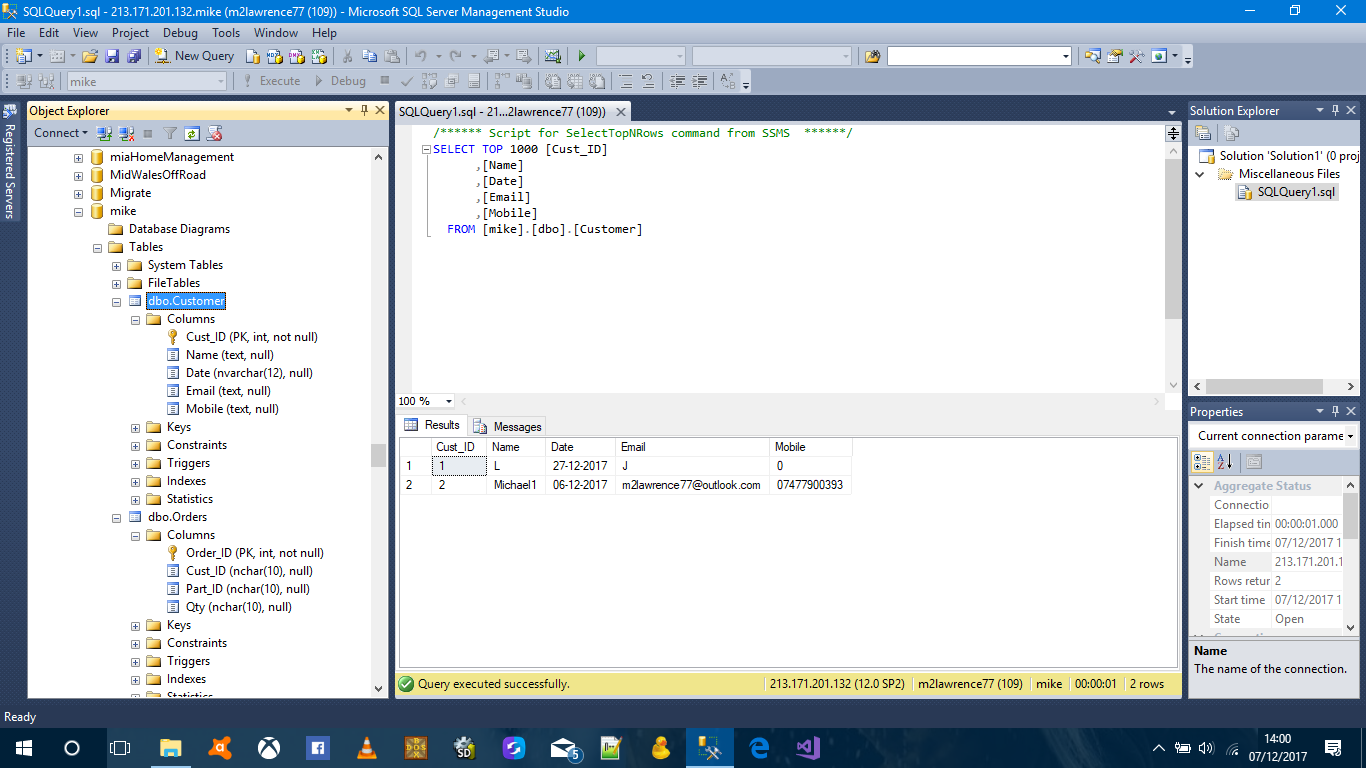 SQLQuery1.sql - 213.171.201.132.mike (m2lawrence77 (109)) - Microsoft SQL Server Management Studio
File Edit View Project Debug Tools Window Help
New Query
mike Execute Debug
Registered Servers
Object Explorer
Connect
miaHomeManagement
MidWalesOffRoad
Migrate
mike
Database Diagrams
Tables
System Tables
FileTables
dbo.Customer
Columns
Cust_ID (PK, int, not null)
Name (text, null)
Date (nvarchar(12), null)
Email (text, null)
Mobile (text, null)
Keys
Constraints
Triggers
Indexes
Statistics
dbo.Orders
Columns
Order_ID (PK, int, not null)
Cust_ID (nchar(10), null)
Part_ID (nchar(10), null)
Qty (nchar(10), null)
Keys
Constraints
Triggers
Indexes
Statistics
SQLQuery1.sql - 21...2lawrence77 (109))
/****** Script for SelectTopNRows command from SSMS ******/
SELECT TOP 1000 [Cust_ID]
,[Name]
,[Date]
,[Email]
,[Mobile]
FROM [mike].[dbo].[Customer]
100 %
Results Messages
Cust_ID Name Date Email Mobile
1 1 L 27-12-2017 J 0
2 2 Michael1 06-12-2017 m2lawrence77@outlook.com 07477900393
Query executed successfully. 213.171.201.132 (12.0 SP2) m2lawrence77 (109) mike 00:00:01 2 rows
Solution Explorer
Solution 'Solution1' (0 proj
Miscellaneous Files
SQLQuery1.sql
Properties
Current connection parame
Aggregate Status
Connectio
Elapsed tin 00:00:01.000
Finish time 07/12/2017 1
Name 213.171.201.1
Rows retur 2
Start time 07/12/2017 1
State Open
Name
The name of the connection.
Ready
14:00
07/12/2017